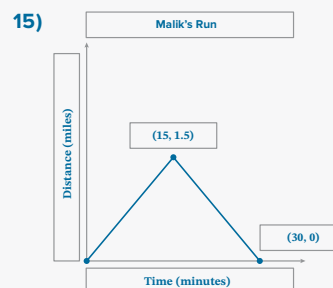 15)
Malik's Run
Distance (miles)
(15, 1.5)
(30, 0)
Time (minutes)